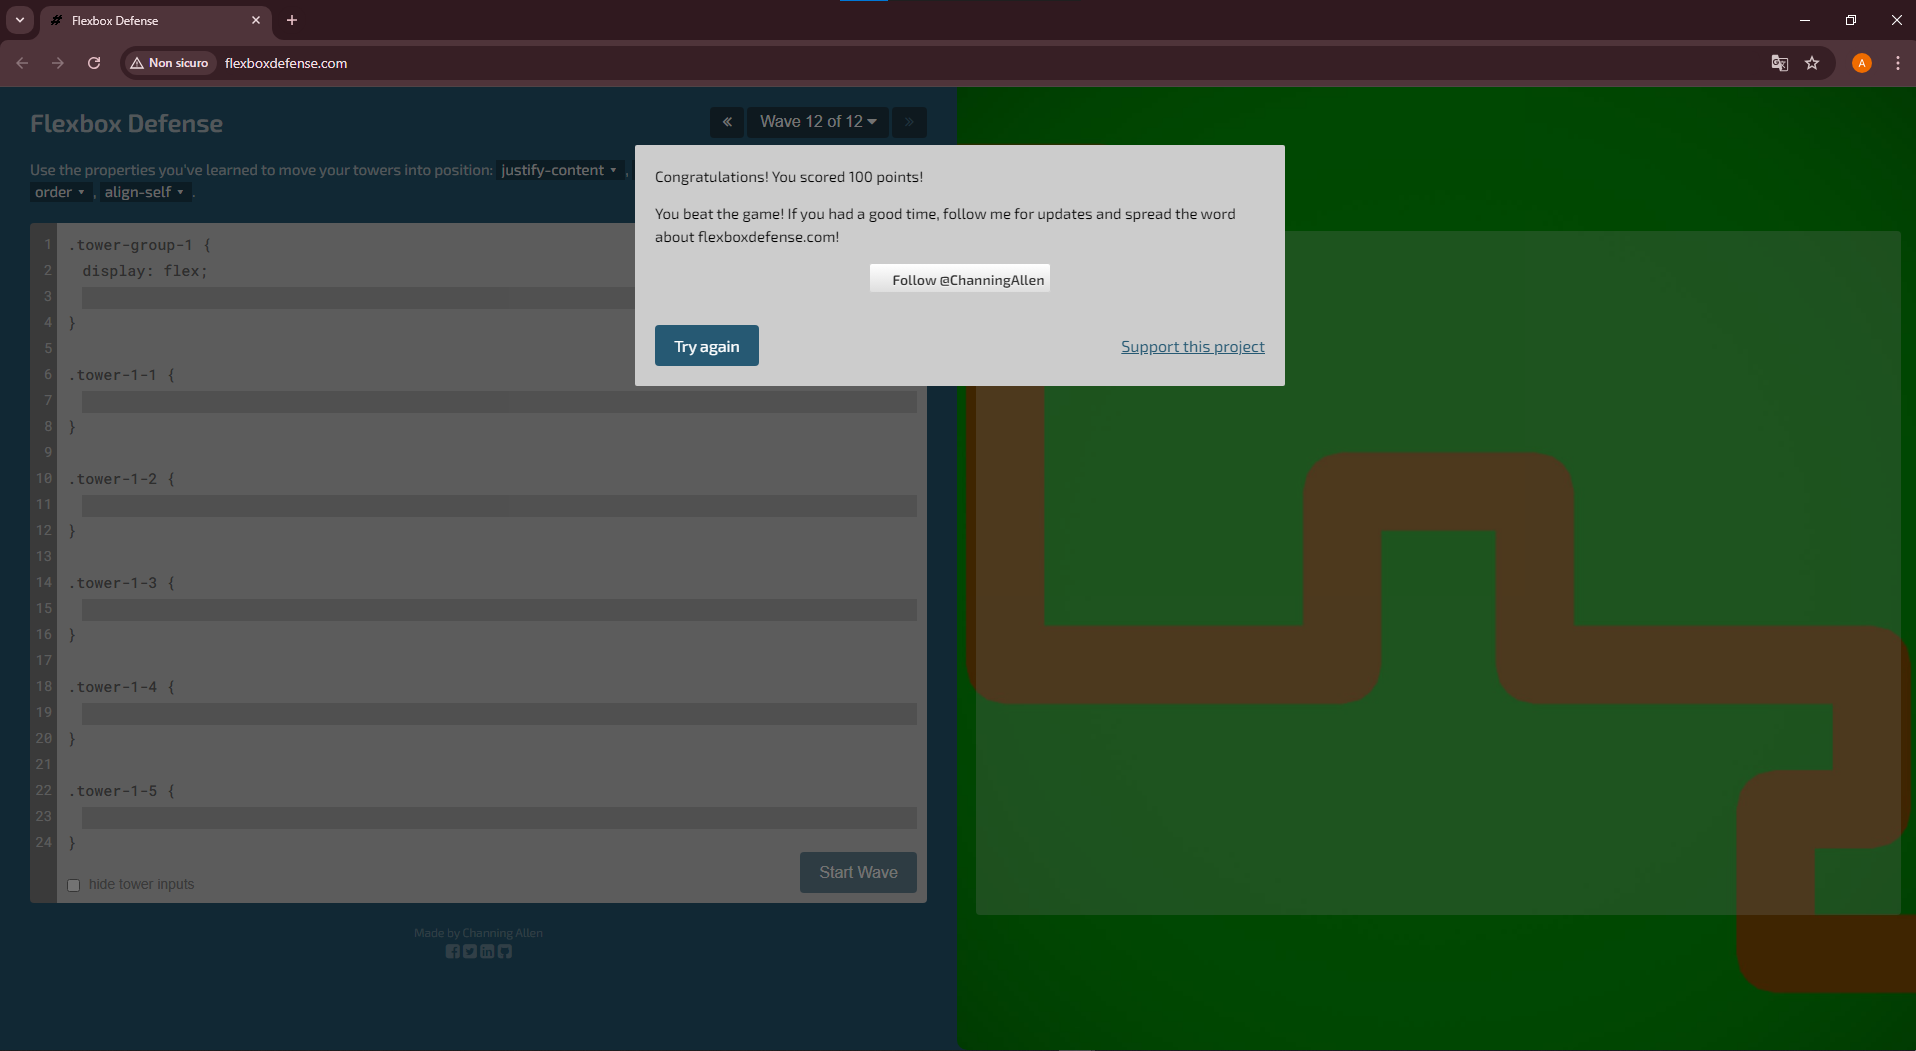 Flexbox Defense
Non sicuro
flexboxdefense.com
A
Flexbox Defense
« Wave 12 of 12 »
Use the properties you've learned to move your towers into position: justify-content ,
order , align-self .
Congratulations! You scored 100 points!
You beat the game! If you had a good time, follow me for updates and spread the word
about flexboxdefense.com!
Follow @ChanningAllen
Try again
Support this project
1 .tower-group-1 {
2 display: flex;
3
4 }
5
6 .tower-1-1 {
7
8 }
9
10 .tower-1-2 {
11
12 }
13
14 .tower-1-3 {
15
16 }
17
18 .tower-1-4 {
19
20 }
21
22 .tower-1-5 {
23
24 }
hide tower inputs
Start Wave
Made by Channing Allen